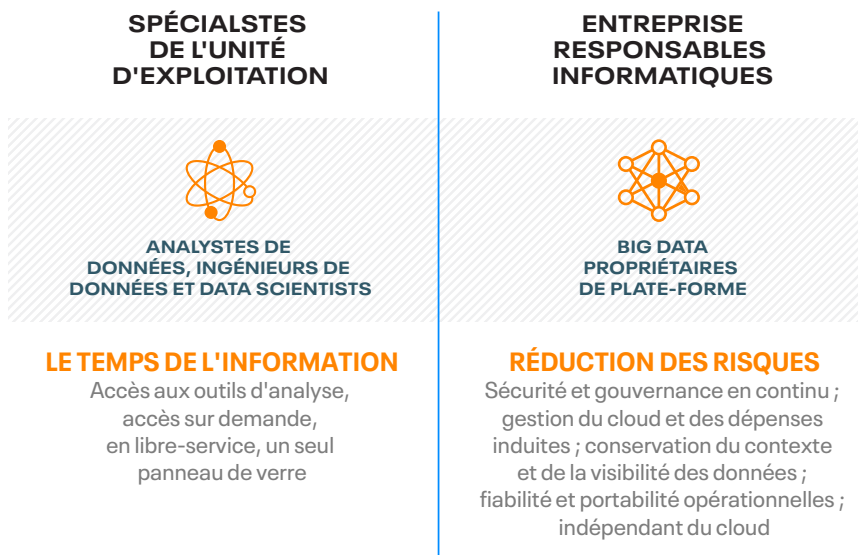 SPÉCIALSTES
DE L'UNITÉ
D'EXPLOITATION
ANALYSTES DE
DONNÉES, INGÉNIEURS DE
DONNÉES ET DATA SCIENTISTS
LE TEMPS DE L'INFORMATION
Accès aux outils d'analyse,
accès sur demande,
en libre-service, un seul
panneau de verre
ENTREPRISE
RESPONSABLES
INFORMATIQUES
BIG DATA
PROPRIÉTAIRES
DE PLATE-FORME
RÉDUCTION DES RISQUES
Sécurité et gouvernance en continu ;
gestion du cloud et des dépenses
induites ; conservation du contexte
et de la visibilité des données ;
fiabilité et portabilité opérationnelles ;
indépendant du cloud